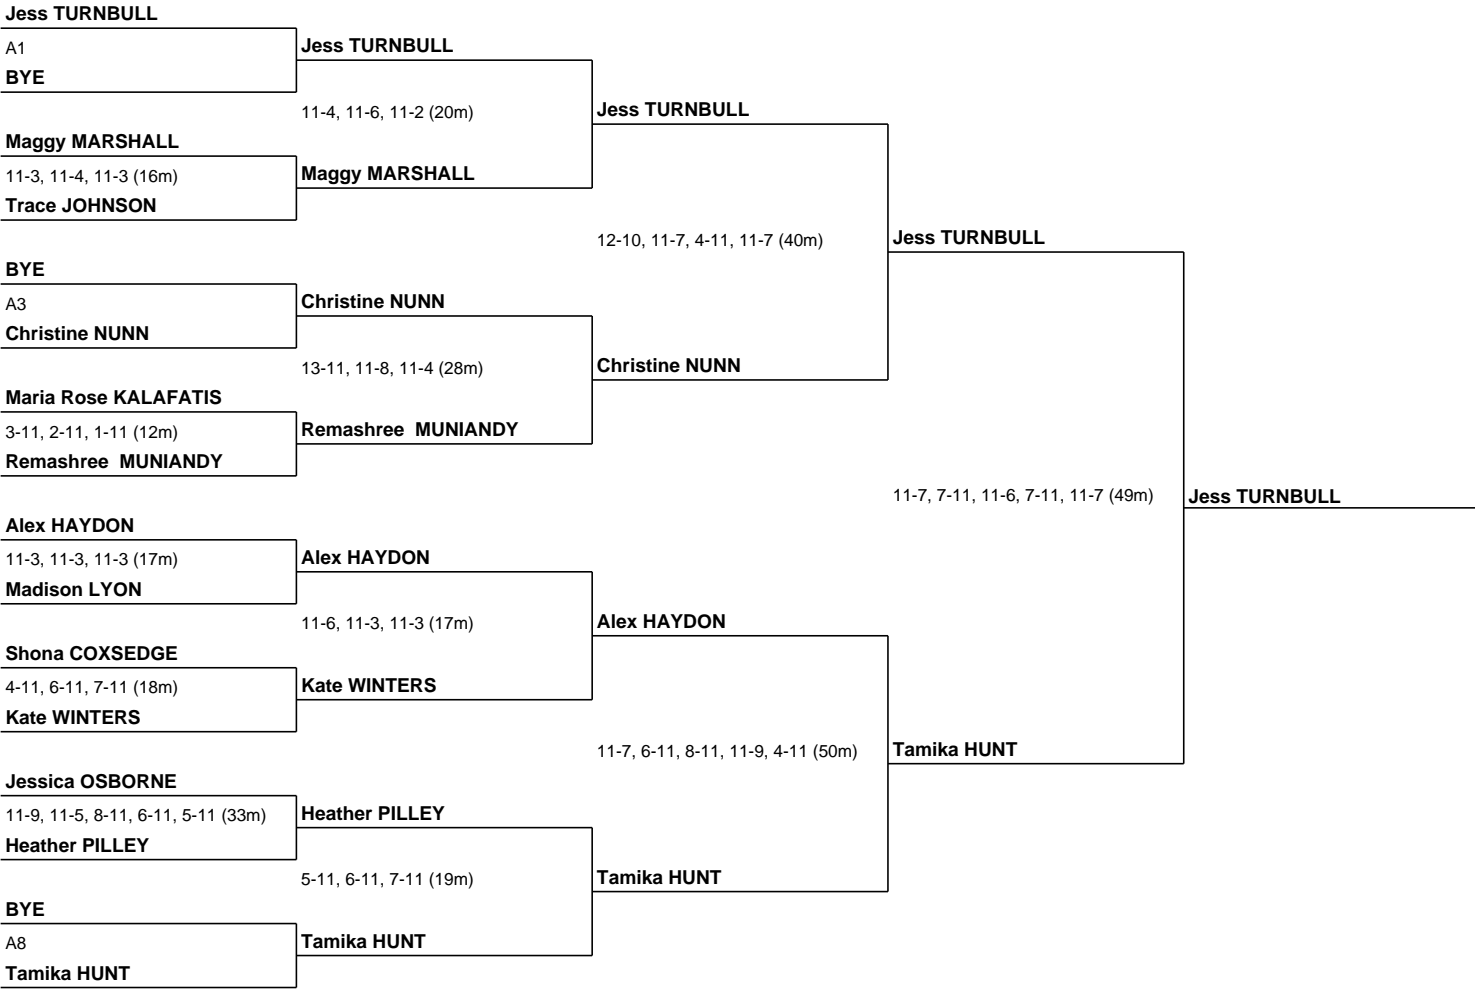 Jess TURNBULL
A1
BYE
Maggy MARSHALL
11-3, 11-4, 11-3 (16m)
Trace JOHNSON
BYE
A3
Christine NUNN
Maria Rose KALAFATIS
3-11, 2-11, 1-11 (12m)
Remashree  MUNIANDY
Alex HAYDON
11-3, 11-3, 11-3 (17m)
Madison LYON
Shona COXSEDGE
4-11, 6-11, 7-11 (18m)
Kate WINTERS
Jessica OSBORNE
11-9, 11-5, 8-11, 6-11, 5-11 (33m)
Heather PILLEY
BYE
A8
Tamika HUNT
Jess TURNBULL
11-4, 11-6, 11-2 (20m)
Maggy MARSHALL
Christine NUNN
13-11, 11-8, 11-4 (28m)
Remashree  MUNIANDY
Alex HAYDON
11-6, 11-3, 11-3 (17m)
Kate WINTERS
Heather PILLEY
5-11, 6-11, 7-11 (19m)
Tamika HUNT
Jess TURNBULL
12-10, 11-7, 4-11, 11-7 (40m)
Christine NUNN
Alex HAYDON
11-7, 6-11, 8-11, 11-9, 4-11 (50m)
Tamika HUNT
Jess TURNBULL
11-7, 7-11, 11-6, 7-11, 11-7 (49m)
Tamika HUNT
Jess TURNBULL